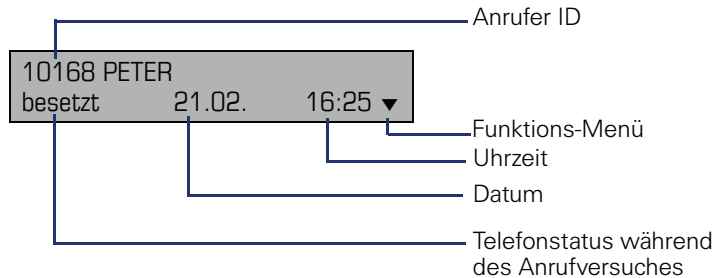 Anrufer ID
10168 PETER
besetzt 21.02. 16:25 ▼
Funktions-Menü
Uhrzeit
Datum
Telefonstatus während
des Anrufversuches